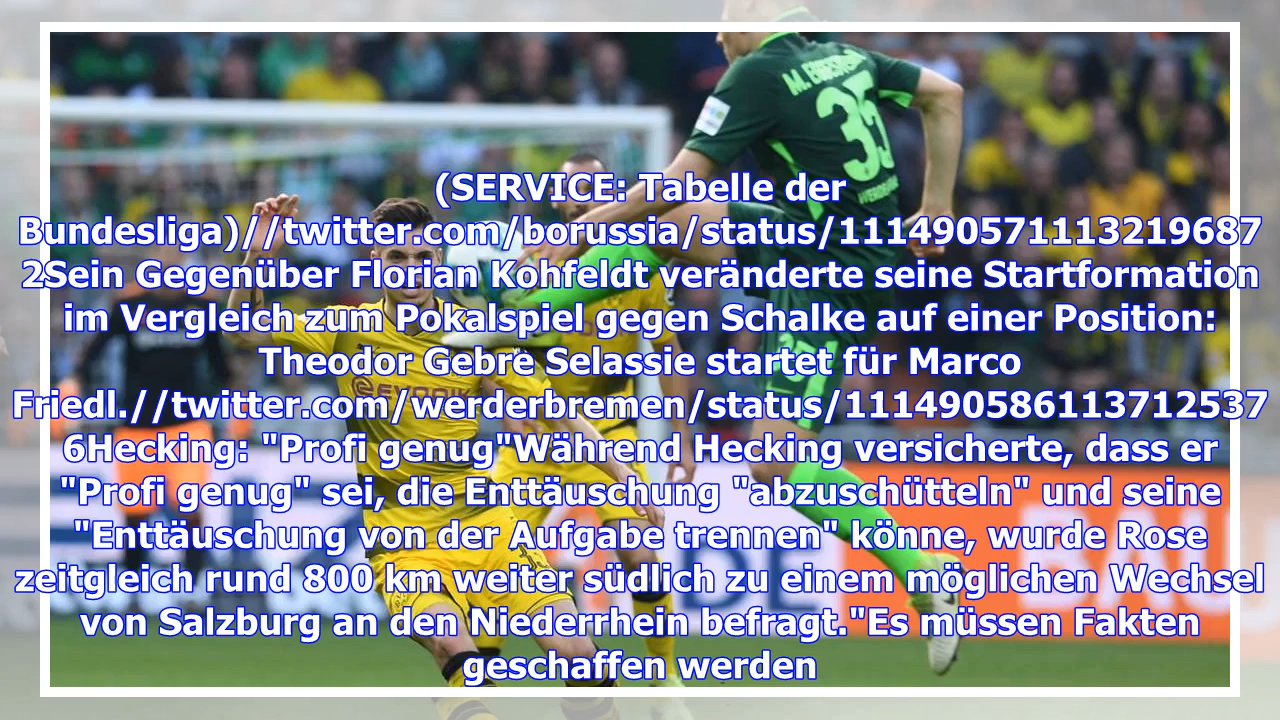 M. EGGESTEIN
35
WERDER
(SERVICE: Tabelle der
Bundesliga)//twitter.com/borussia/status/111490571113219687
2Sein Gegenüber Florian Kohfeldt veränderte seine Startformation
im Vergleich zum Pokalspiel gegen Schalke auf einer Position:
Theodor Gebre Selassie startet für Marco
EVONIK
Friedl.//twitter.com/werderbremen/status/111490586113712537
6Hecking: "Profi genug"Während Hecking versicherte, dass er
"Profi genug" sei, die Enttäuschung "abzuschütteln" und seine
"Enttäuschung von der Aufgabe trennen" könne, wurde Rose
zeitgleich rund 800 km weiter südlich zu einem möglichen Wechsel
von Salzburg an den Niederrhein befragt."Es müssen Fakten
geschaffen werden